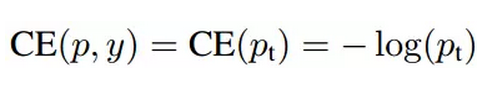 CE(p, y) = CE(pₜ) = − log(pₜ)